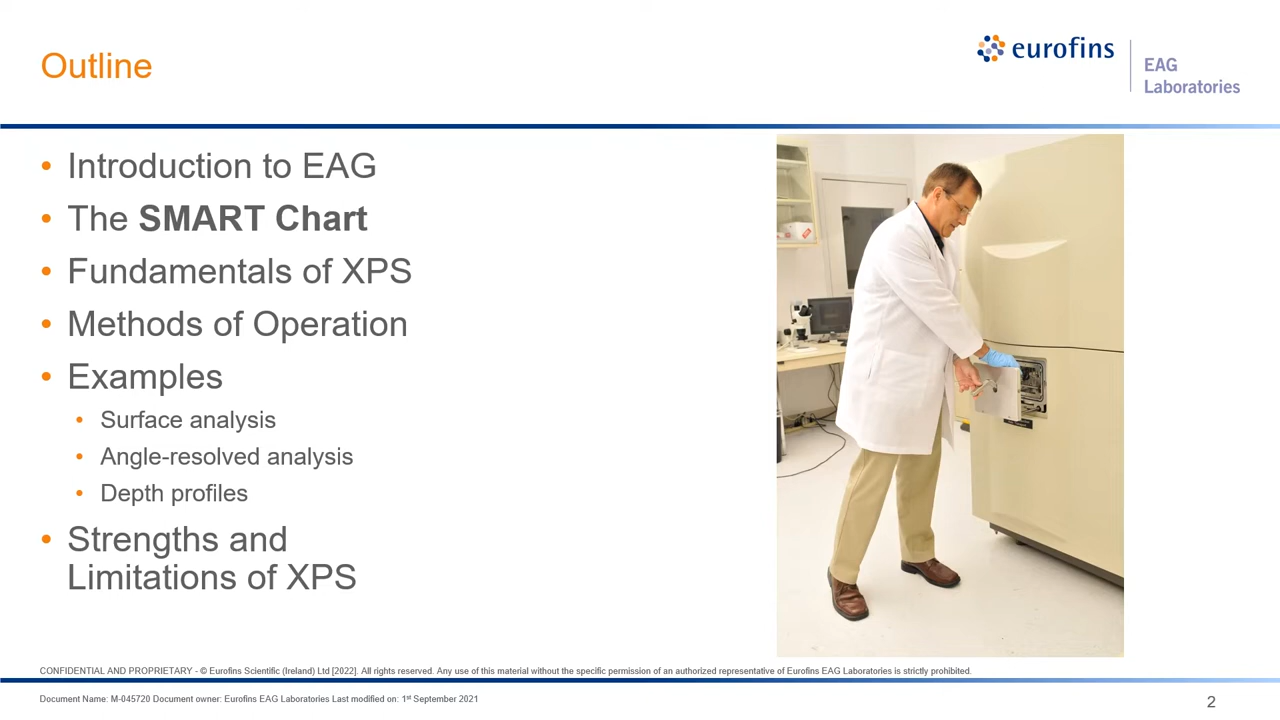 Outline
eurofins
EAG
Laboratories
• Introduction to EAG
• The SMART Chart
• Fundamentals of XPS
• Methods of Operation
• Examples
• Surface analysis
• Angle-resolved analysis
• Depth profiles
• Strengths and
Limitations of XPS
CONFIDENTIAL AND PROPRIETARY - © Eurofins Scientific (Ireland) Ltd [2022]. All rights reserved. Any use of this material without the specific permission of an authorized representative of Eurofins EAG Laboratories is strictly prohibited.
Document Name: M-045720 Document owner: Eurofins EAG Laboratories Last modified on: 1st September 2021
2